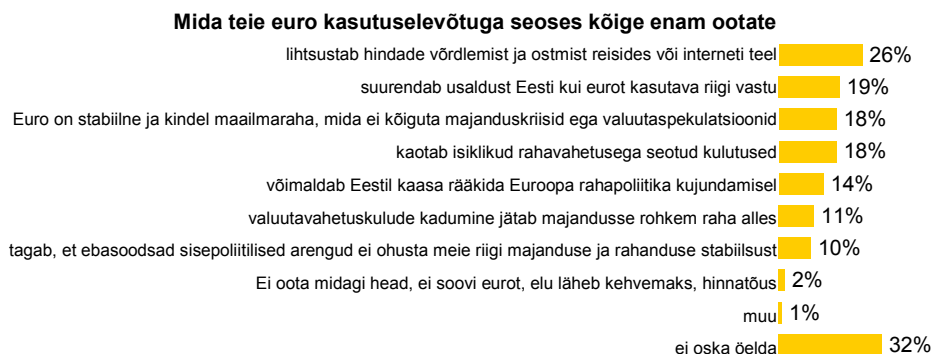 Mida teie euro kasutuselevõtuga seoses kõige enam ootate
lihtsustab hindade võrdlemist ja ostmist reisides või interneti teel 26%
suurendab usaldust Eesti kui eurot kasutava riigi vastu 19%
Euro on stabiilne ja kindel maailmaraha, mida ei kõiguta majanduskriisid ega valuutaspekulatsioonid 18%
kaotab isiklikud rahavahetusega seotud kulutused 18%
võimaldab Eestil kaasa rääkida Euroopa rahapoliitika kujundamisel 14%
valuutavahetuskulude kadumine jätab majandusse rohkem raha alles 11%
tagab, et ebasoodsad sisepoliitilised arengud ei ohusta meie riigi majanduse ja rahanduse stabiilsust 10%
Ei oota midagi head, ei soovi eurot, elu läheb kehvemaks, hinnatõus 2%
muu 1%
ei oska öelda 32%